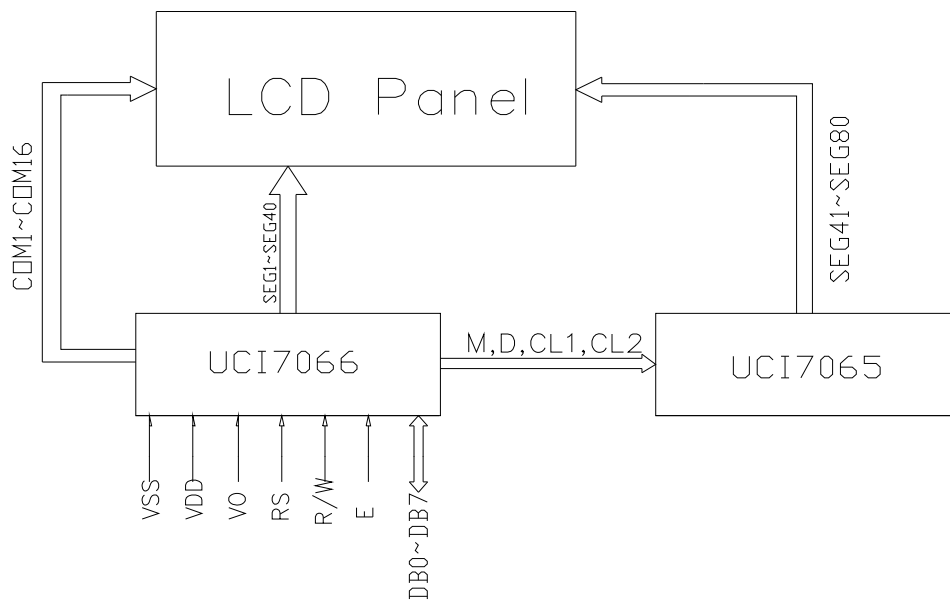 LCD Panel
COM1~COM16
SEG1~SEG40
SEG41~SEG80
UCI7066
M,D,CL1,CL2
UCI7065
VSS
VDD
VO
RS
R/W
E
DB0~DB7